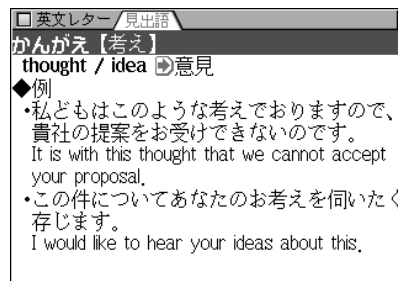 □英文レター 見出語
かんがえ【考え】
thought / idea ➡意見
◆例
・私どもはこのような考えでおりますので、
貴社の提案をお受けできないのです。
It is with this thought that we cannot accept
your proposal.
・この件についてあなたのお考えを伺いたく
存じます。
I would like to hear your ideas about this.